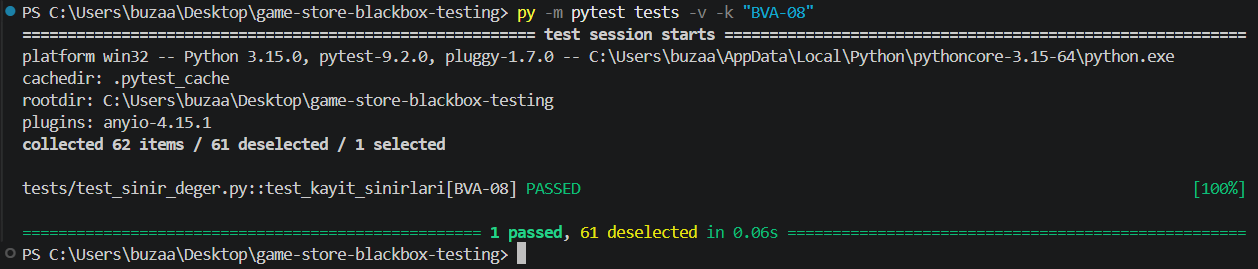 PS C:\Users\buzaa\Desktop\game-store-blackbox-testing> py -m pytest tests -v -k "BVA-08"
======================================================= test session starts =======================================================
platform win32 -- Python 3.15.0, pytest-9.2.0, pluggy-1.7.0 -- C:\Users\buzaa\AppData\Local\Python\pythoncore-3.15-64\python.exe
cachedir: .pytest_cache
rootdir: C:\Users\buzaa\Desktop\game-store-blackbox-testing
plugins: anyio-4.15.1
collected 62 items / 61 deselected / 1 selected
tests/test_sinir_deger.py::test_kayit_sinirlari[BVA-08] PASSED [100%]
================================================= 1 passed, 61 deselected in 0.06s =================================================
PS C:\Users\buzaa\Desktop\game-store-blackbox-testing>